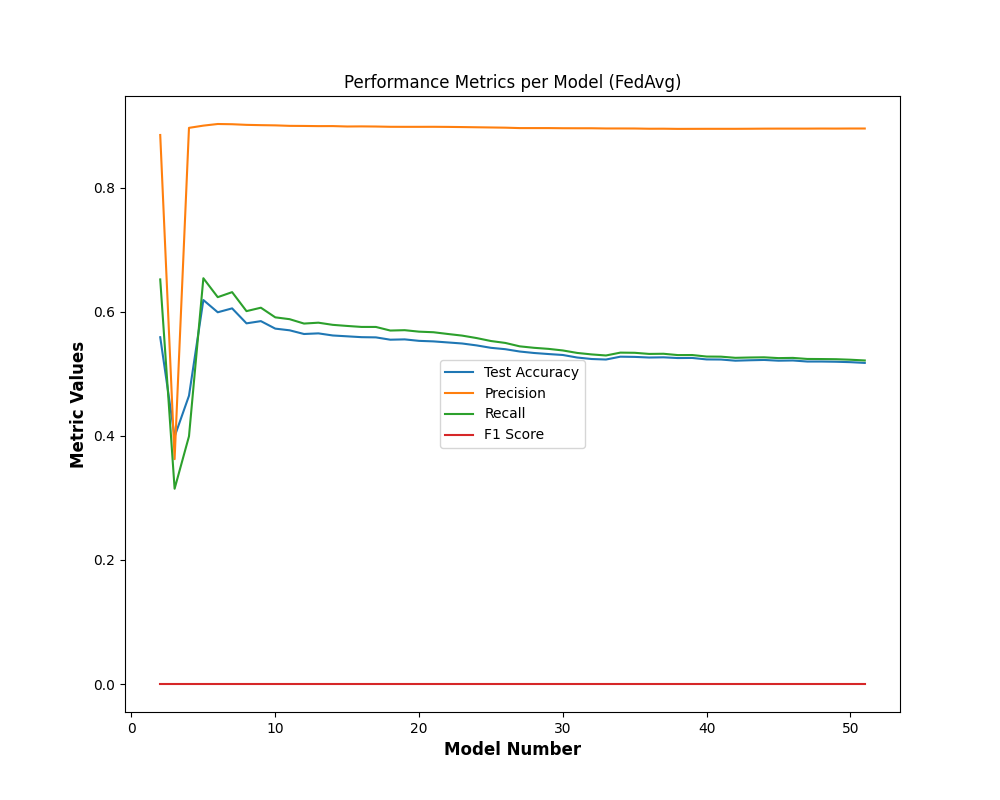 Performance Metrics per Model (FedAvg)
Metric Values
0.8
0.6
0.4
0.2
0.0
Test Accuracy
Precision
Recall
F1 Score
0
10
20
30
40
50
Model Number